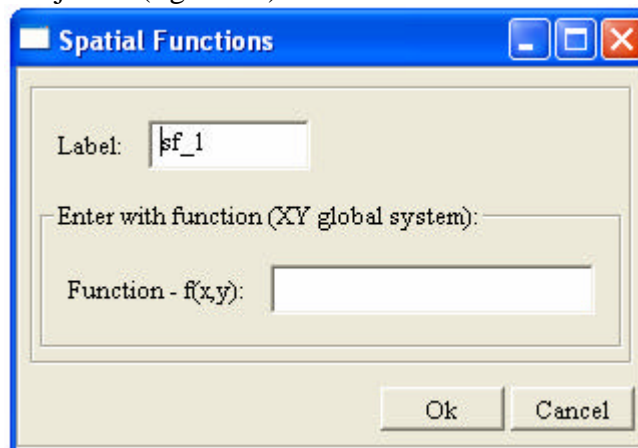 Spatial Functions
Label: sf_1
Enter with function (XY global system):
Function - f(x,y):
Ok Cancel